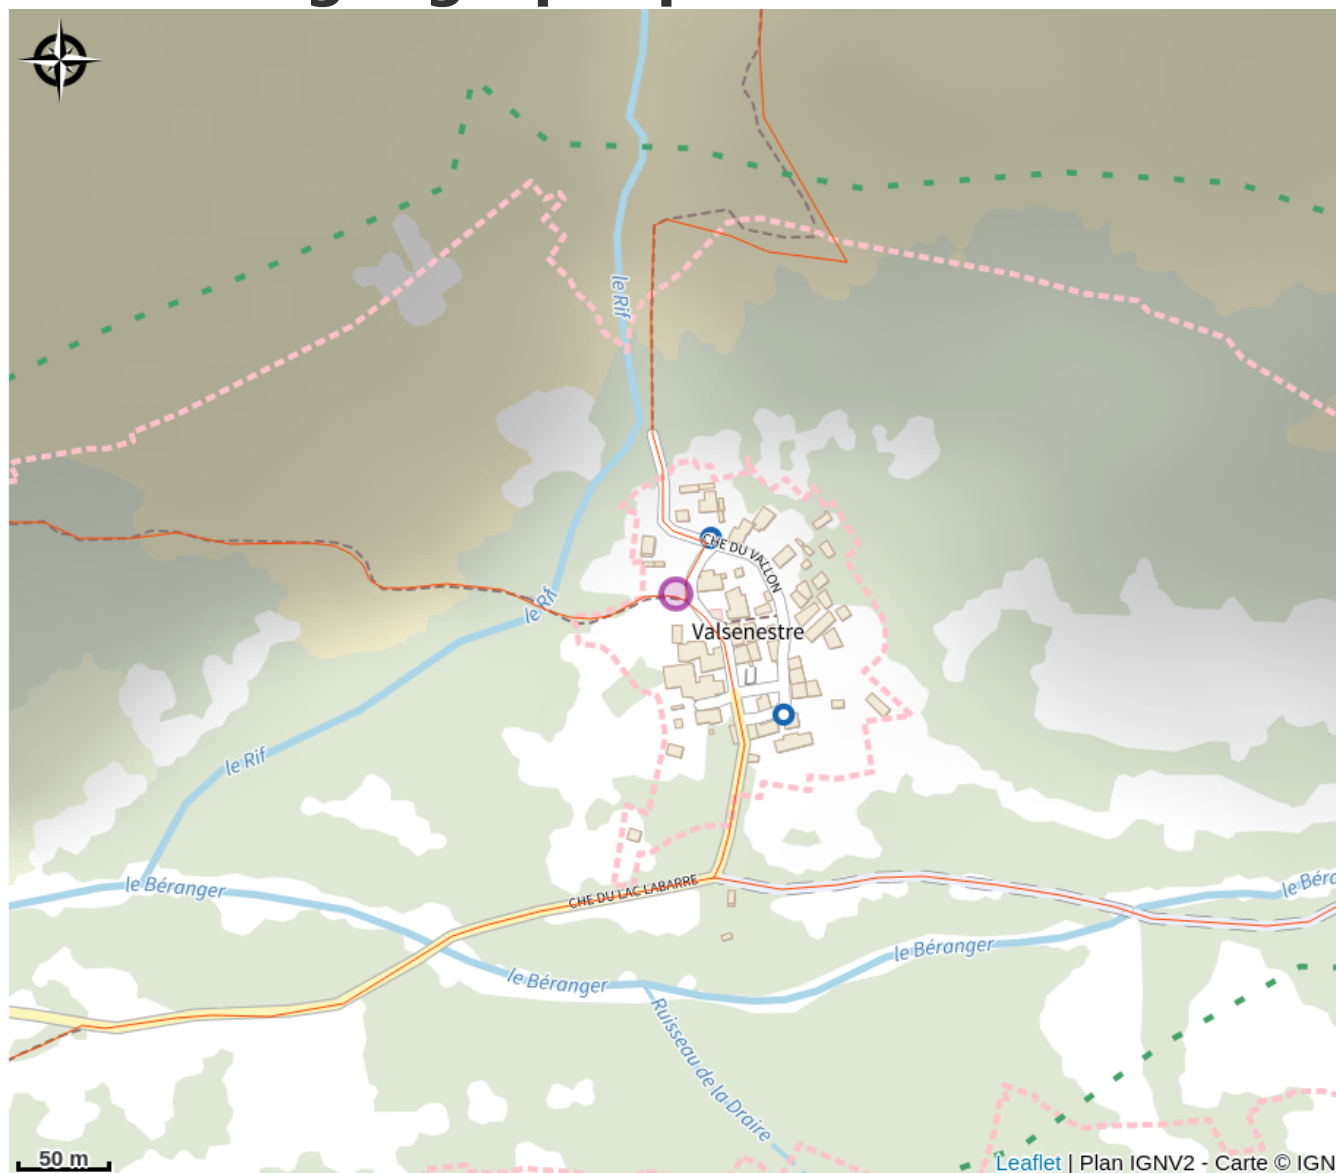 le Rif
CHE DU VALLON
le Rif
Valsenestre
le Rif
le Béranger
CHE DU LAC LABARRE
le Béra
le Béranger
le Béranger
Ruisseau de la Draire
50 m
Leaflet | Plan IGNV2 - Carte © IGN